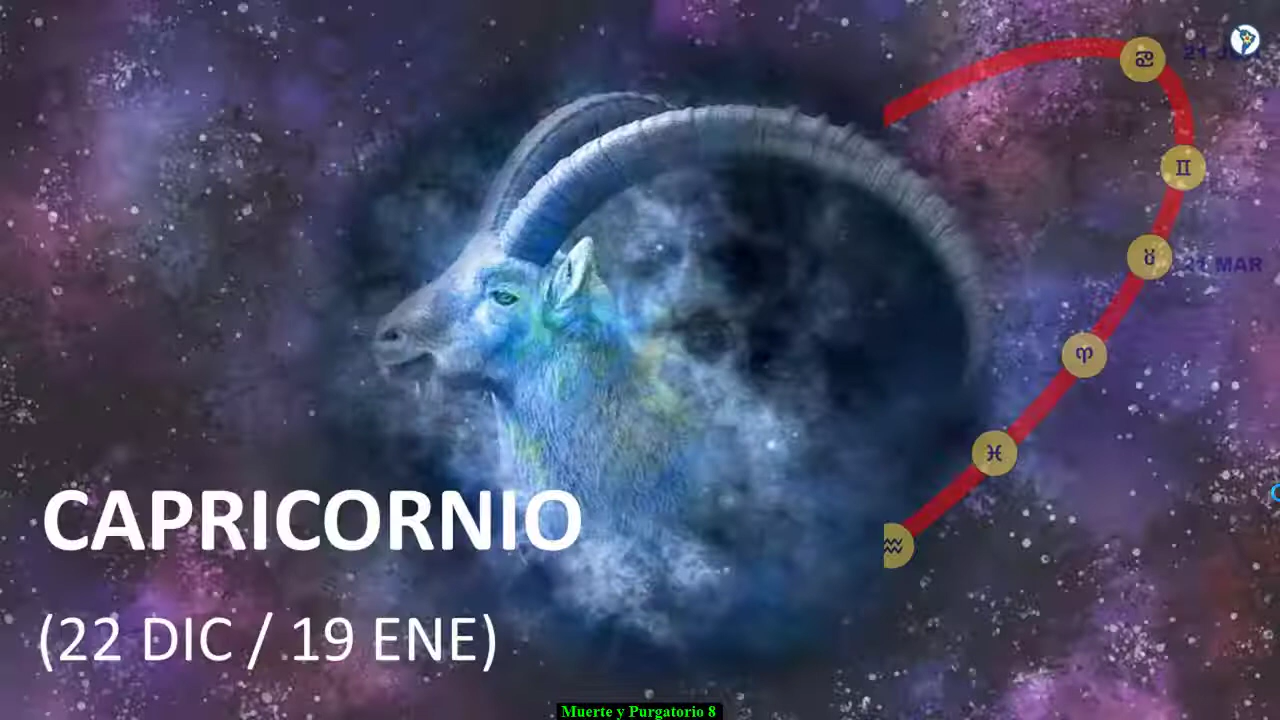 21 MAR
CAPRICORNIO
(22 DIC / 19 ENE)
Muerte y Purgatorio 8